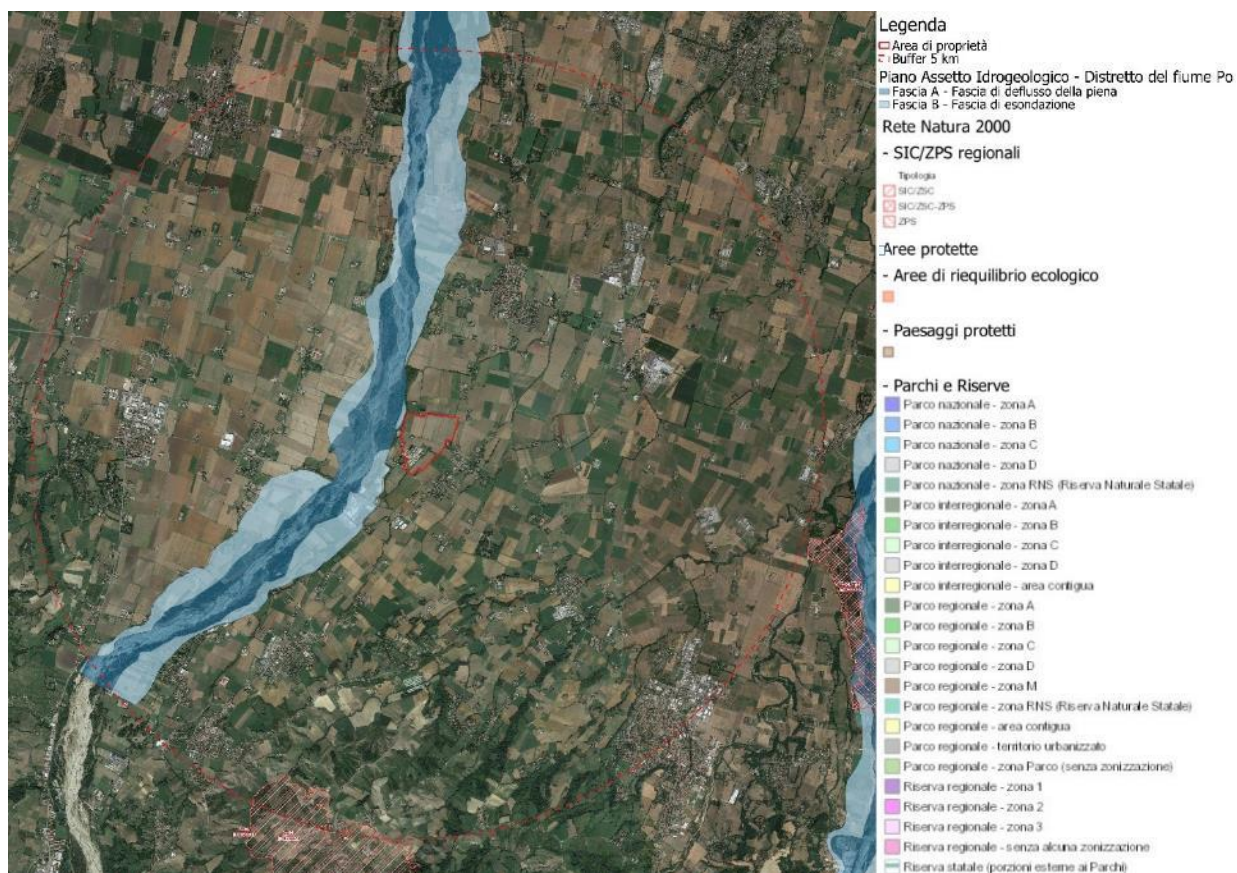 Legenda
Area di proprietà
Buffer 5 km
Piano Assetto Idrogeologico - Distretto del fiume Po
Fascia A - Fascia di deflusso della piena
Fascia B - Fascia di esondazione
Rete Natura 2000
- SIC/ZPS regionali
Tipologia
SIC/ZSC
SIC/ZSC-ZPS
ZPS
Aree protette
- Aree di riequilibrio ecologico
- Paesaggi protetti
- Parchi e Riserve
Parco nazionale - zona A
Parco nazionale - zona B
Parco nazionale - zona C
Parco nazionale - zona D
Parco nazionale - zona RNS (Riserva Naturale Statale)
Parco interregionale - zona A
Parco interregionale - zona B
Parco interregionale - zona C
Parco interregionale - zona D
Parco interregionale - area contigua
Parco regionale - zona A
Parco regionale - zona B
Parco regionale - zona C
Parco regionale - zona D
Parco regionale - zona M
Parco regionale - zona RNS (Riserva Naturale Statale)
Parco regionale - area contigua
Parco regionale - territorio urbanizzato
Parco regionale - zona Parco (senza zonizzazione)
Riserva regionale - zona 1
Riserva regionale - zona 2
Riserva regionale - zona 3
Riserva regionale - senza alcuna zonizzazione
Riserva statale (porzioni esterne ai Parchi)